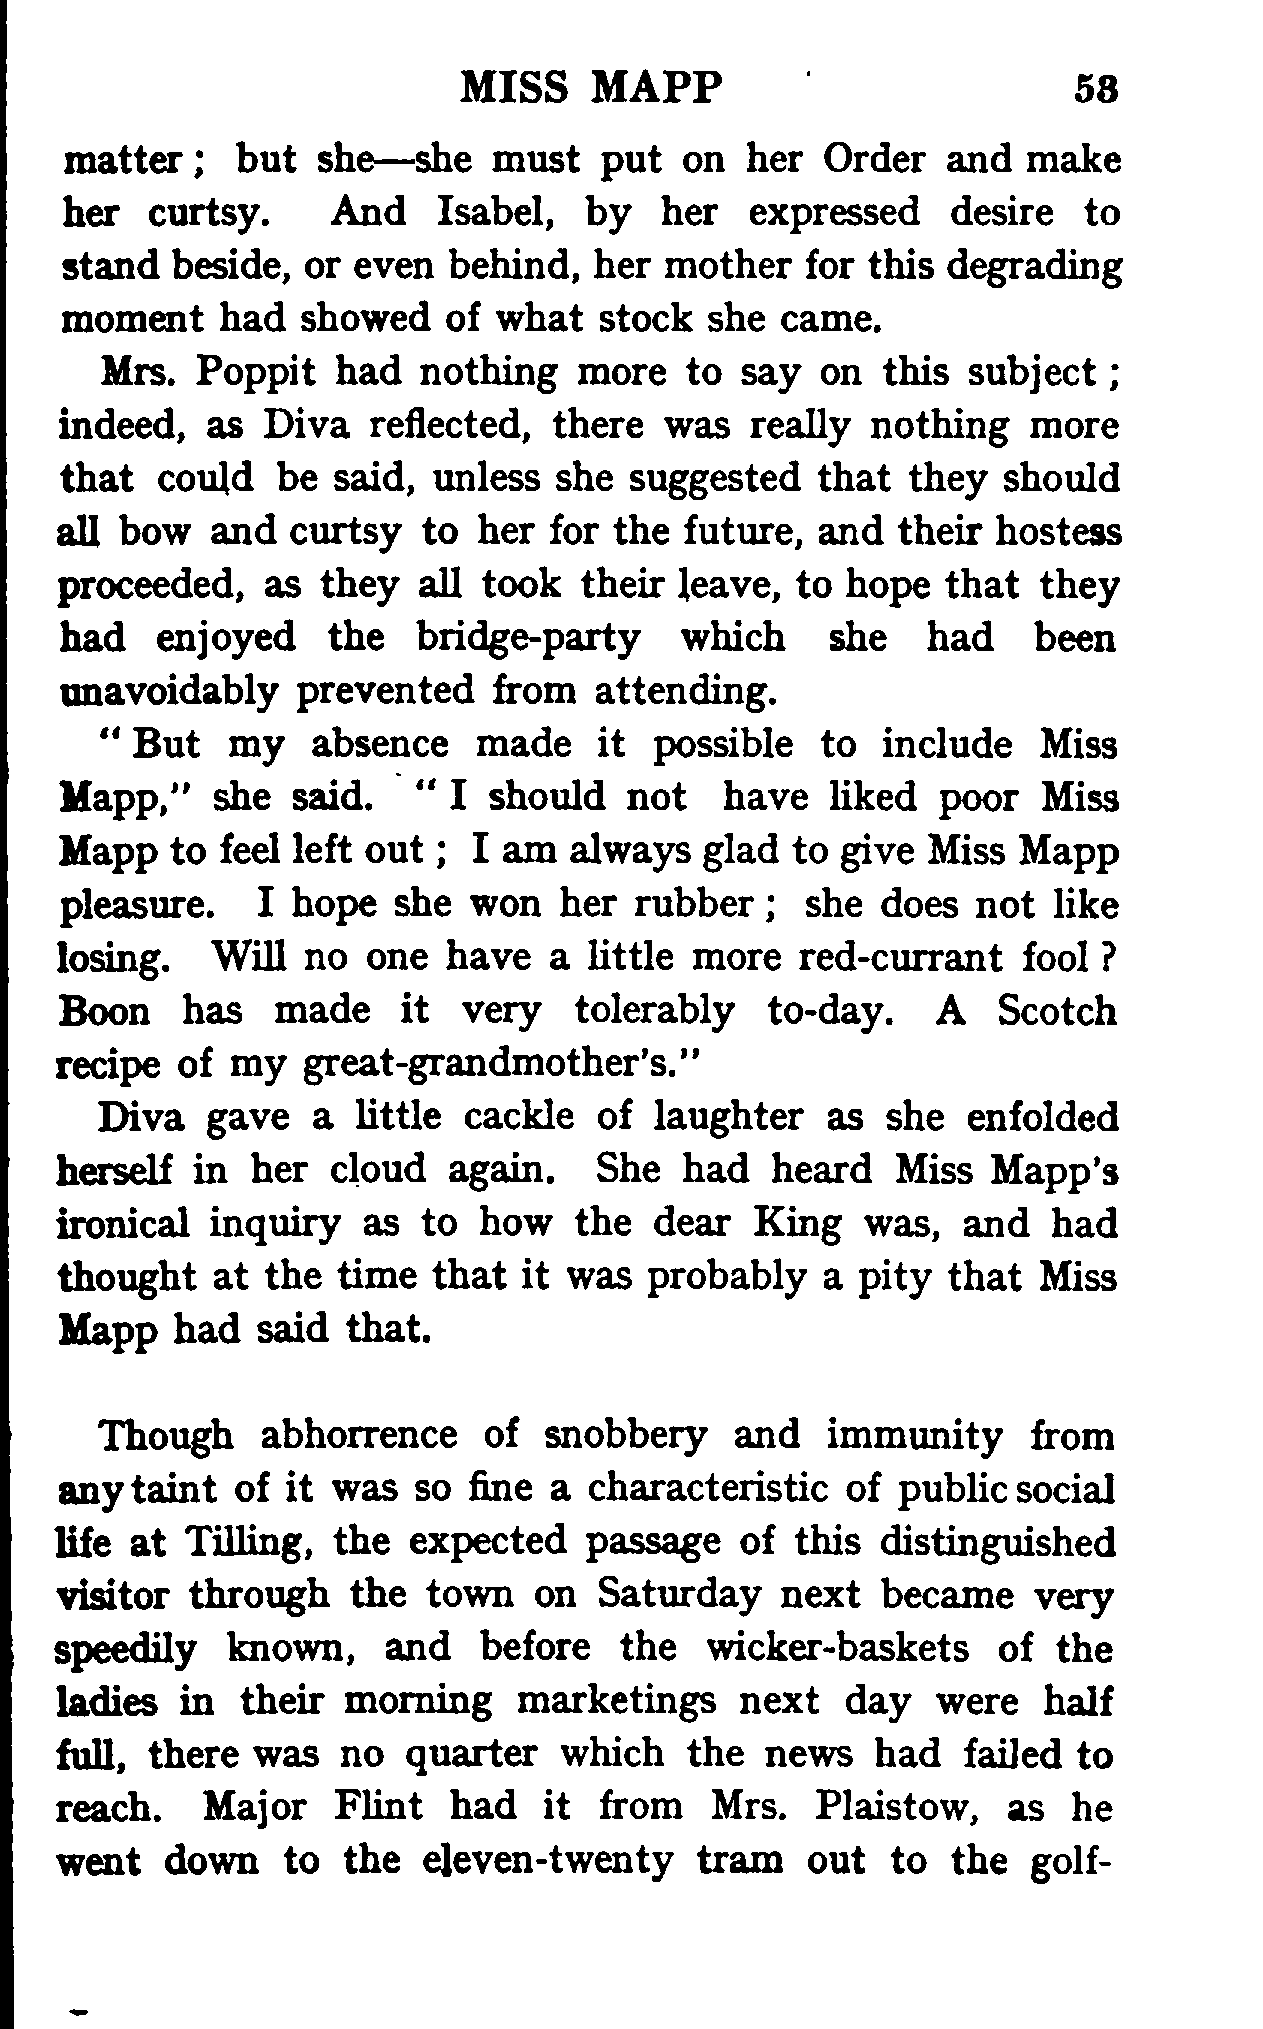 MISS MAPP 53
matter ; but she—she must put on her Order and make
her curtsy. And Isabel, by her expressed desire to
stand beside, or even behind, her mother for this degrading
moment had showed of what stock she came.
Mrs. Poppit had nothing more to say on this subject ;
indeed, as Diva reflected, there was really nothing more
that could be said, unless she suggested that they should
all bow and curtsy to her for the future, and their hostess
proceeded, as they all took their leave, to hope that they
had enjoyed the bridge-party which she had been
unavoidably prevented from attending.
“ But my absence made it possible to include Miss
Mapp,” she said. “ I should not have liked poor Miss
Mapp to feel left out ; I am always glad to give Miss Mapp
pleasure. I hope she won her rubber ; she does not like
losing. Will no one have a little more red-currant fool ?
Boon has made it very tolerably to-day. A Scotch
recipe of my great-grandmother's.”
Diva gave a little cackle of laughter as she enfolded
herself in her cloud again. She had heard Miss Mapp's
ironical inquiry as to how the dear King was, and had
thought at the time that it was probably a pity that Miss
Mapp had said that.
Though abhorrence of snobbery and immunity from
any taint of it was so fine a characteristic of public social
life at Tilling, the expected passage of this distinguished
visitor through the town on Saturday next became very
speedily known, and before the wicker-baskets of the
ladies in their morning marketings next day were half
full, there was no quarter which the news had failed to
reach. Major Flint had it from Mrs. Plaistow, as he
went down to the eleven-twenty tram out to the golf-